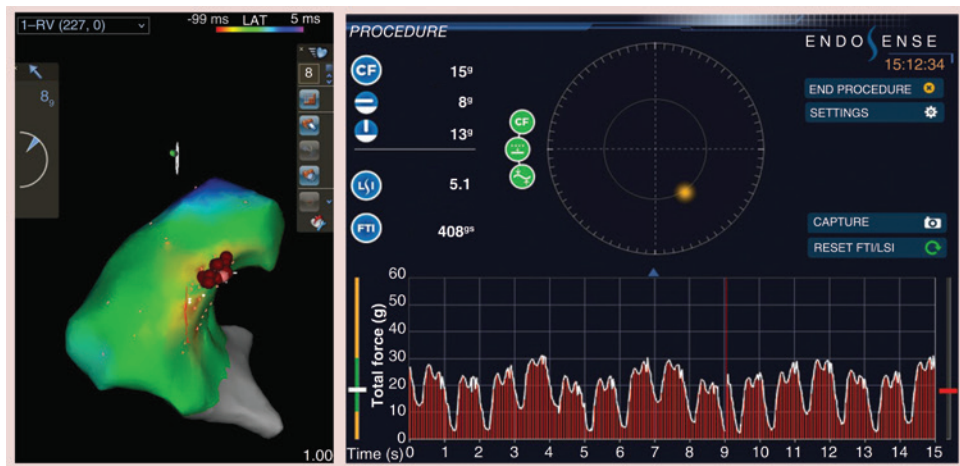 1–RV (227, 0)
-99 ms LAT 5 ms
8
8g
1.00
PROCEDURE
ENDOSENSE
15:12:34
CF 15g
8g
13g
LSI 5.1
FTI 408gs
CF
END PROCEDURE
SETTINGS
CAPTURE
RESET FTI/LSI
Total force (g)
60
50
40
30
20
10
0
Time (s) 0 1 2 3 4 5 6 7 8 9 10 11 12 13 14 15